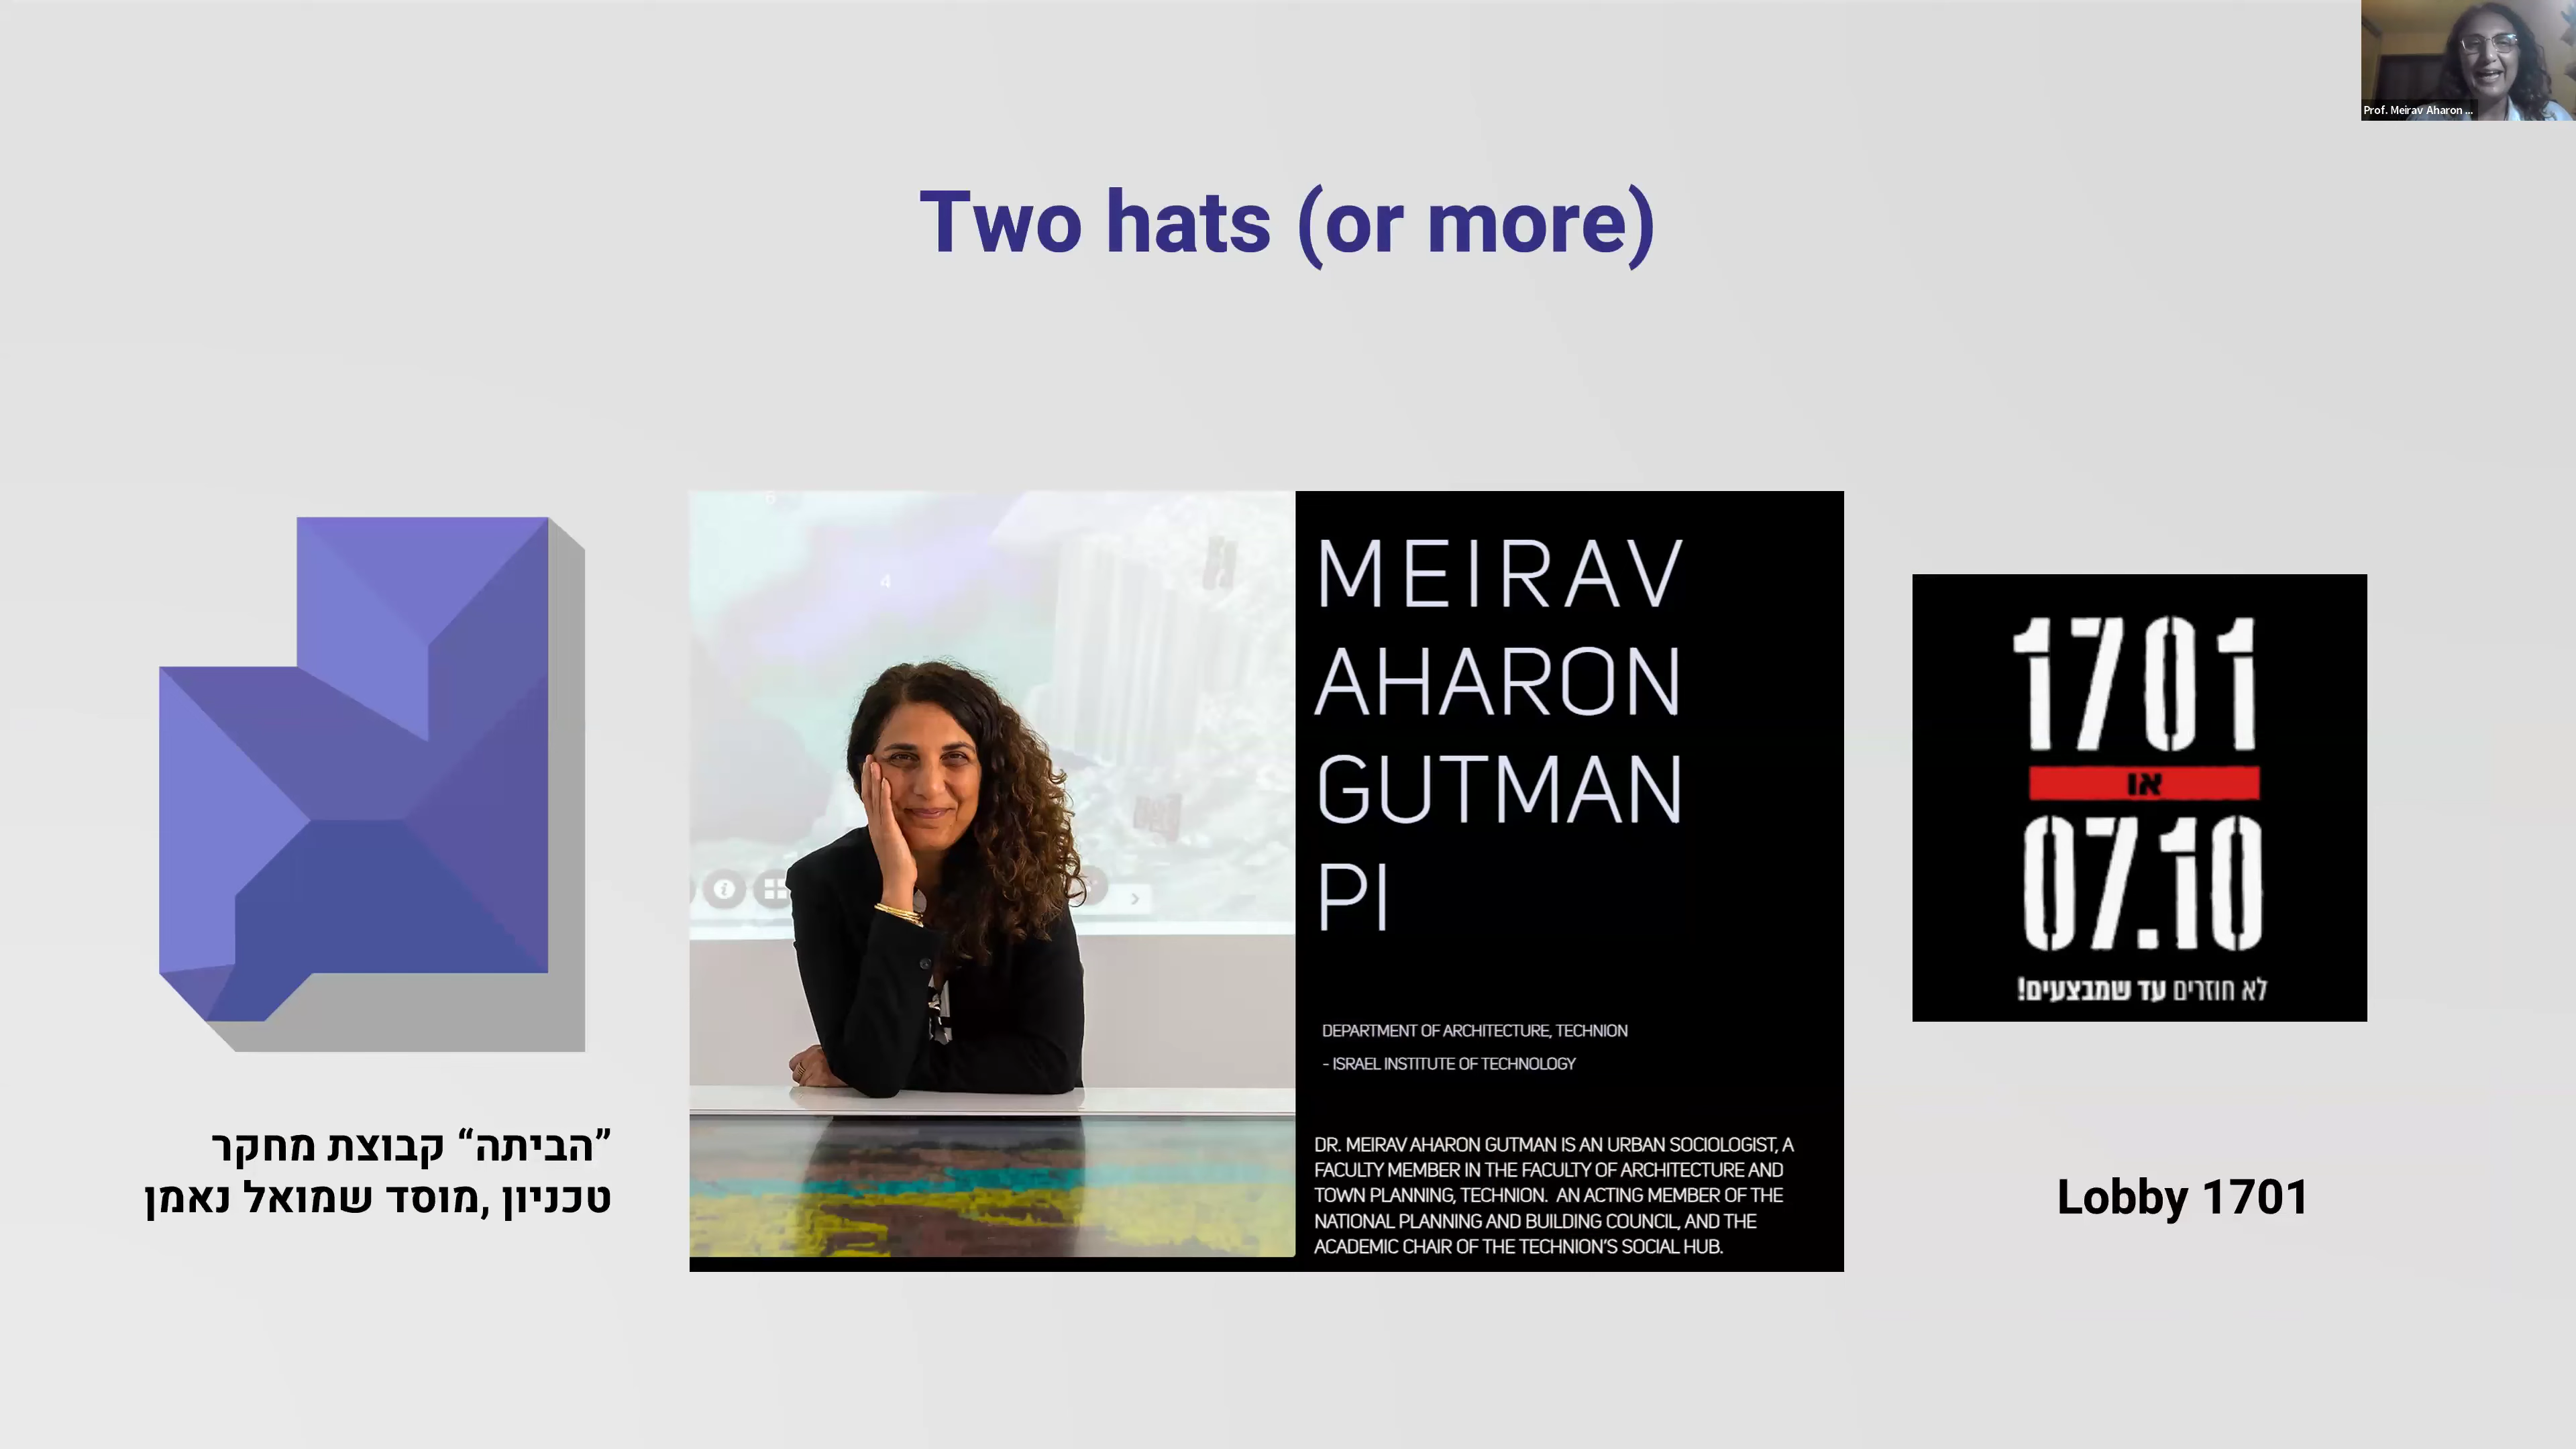 Prof. Meirav Aharon ...
Two hats (or more)
MEIRAV
AHARON
GUTMAN
PI
DEPARTMENT OF ARCHITECTURE, TECHNION
- ISRAEL INSTITUTE OF TECHNOLOGY
DR. MEIRAV AHARON GUTMAN IS AN URBAN SOCIOLOGIST, A
FACULTY MEMBER IN THE FACULTY OF ARCHITECTURE AND
TOWN PLANNING, TECHNION. AN ACTING MEMBER OF THE
NATIONAL PLANNING AND BUILDING COUNCIL, AND THE
ACADEMIC CHAIR OF THE TECHNION'S SOCIAL HUB.
1701
או
07.10
לא חוזרים עד שמבצעים!
”הביתה“ קבוצת מחקר
טכניון ,מוסד שמואל נאמן
Lobby 1701
6
4